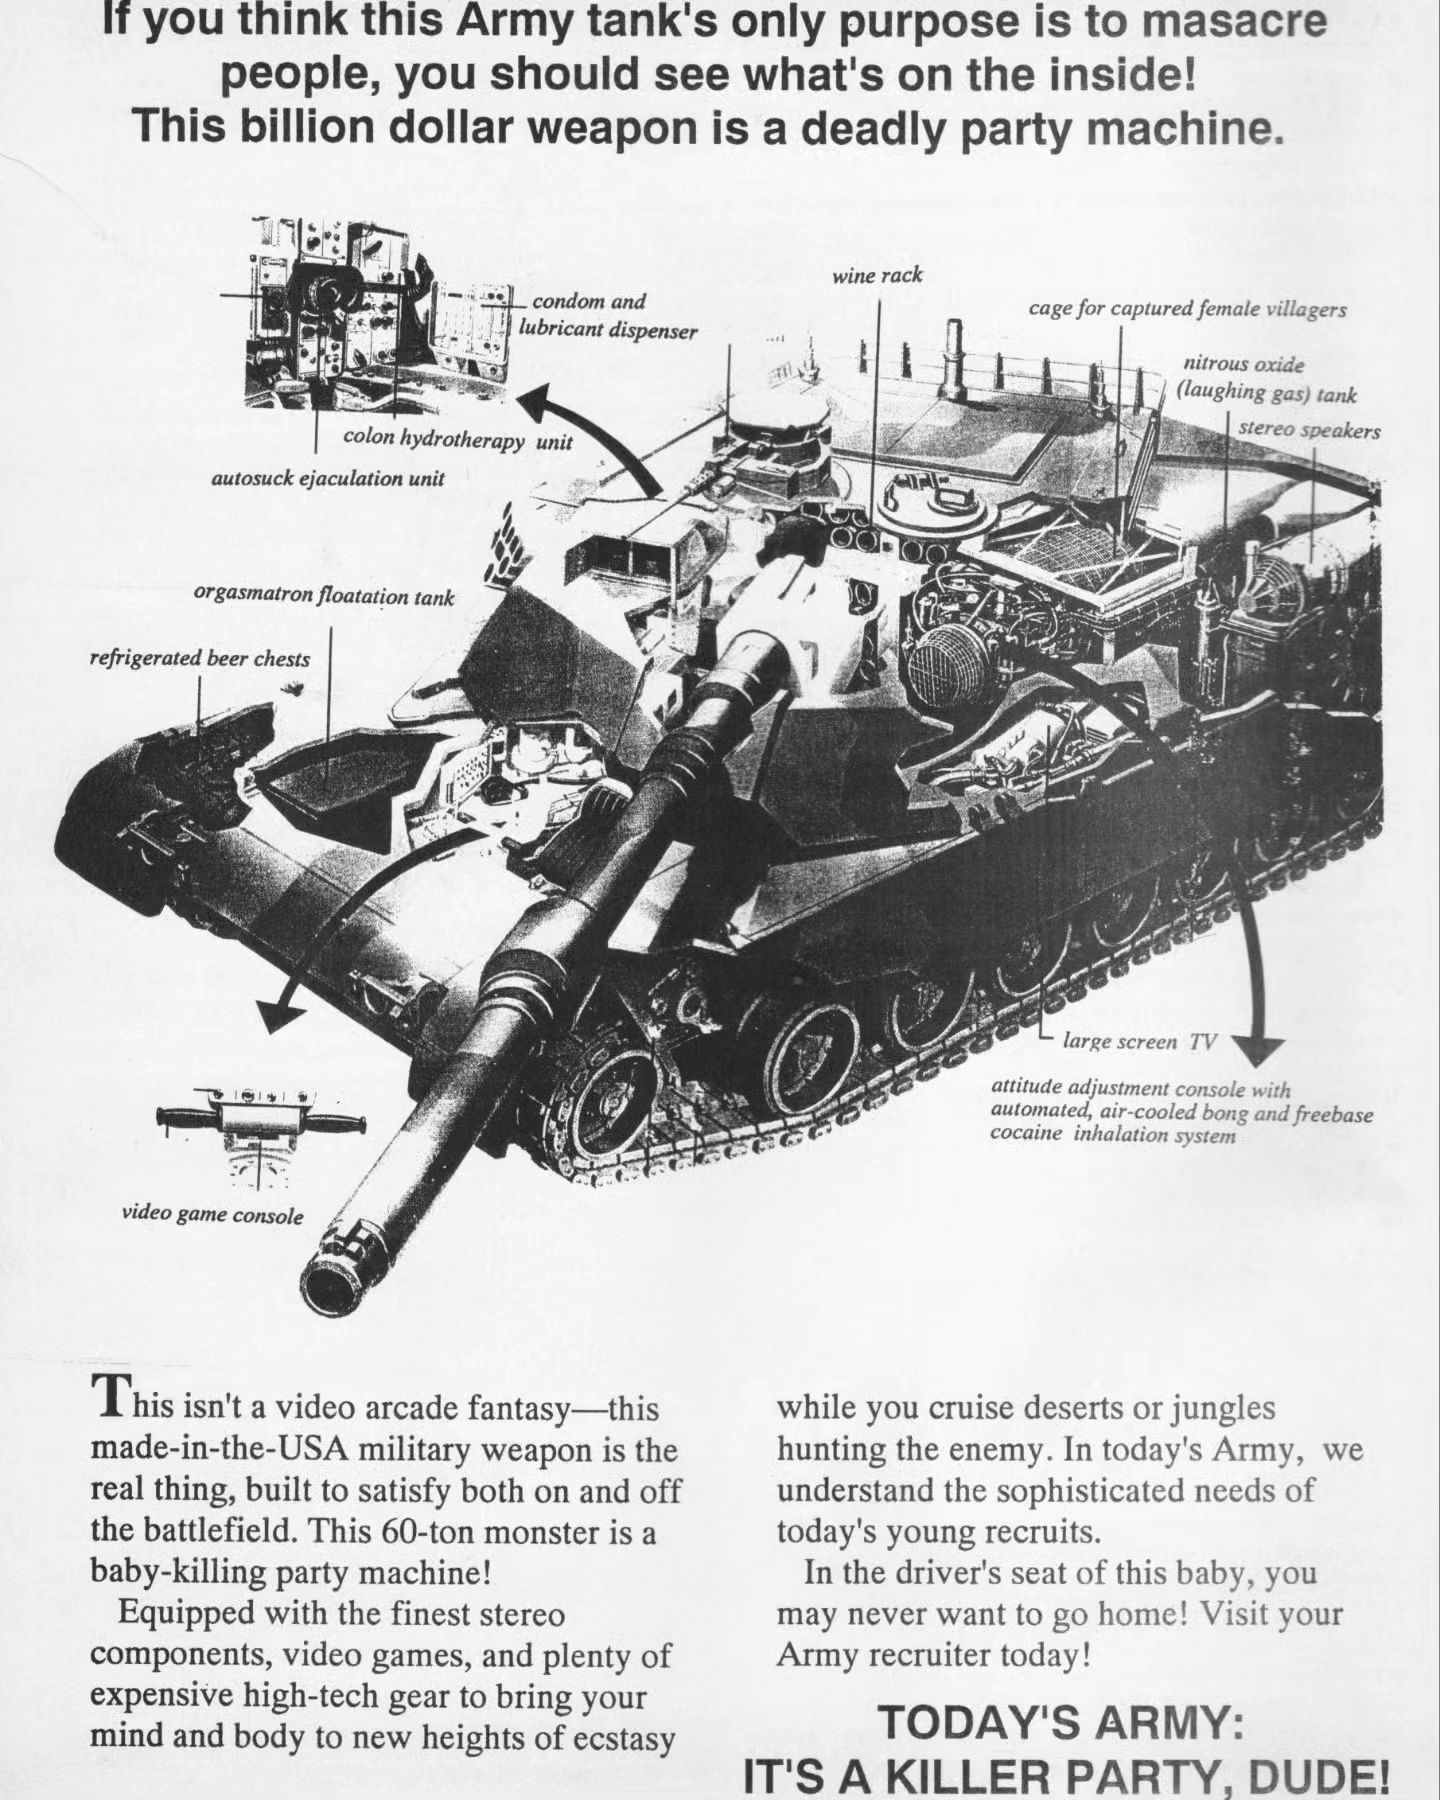 If you think this Army tank's only purpose is to masacre
people, you should see what's on the inside!
This billion dollar weapon is a deadly party machine.
wine rack
condom and
lubricant dispenser
cage for captured female villagers
nitrous oxide
(laughing gas) tank
stereo speakers
colon hydrotherapy unit
autosuck ejaculation unit
orgasmatron floatation tank
refrigerated beer chests
large screen TV
attitude adjustment console with
automated, air-cooled bong and freebase
cocaine inhalation system
video game console
This isn't a video arcade fantasy—this
made-in-the-USA military weapon is the
real thing, built to satisfy both on and off
the battlefield. This 60-ton monster is a
baby-killing party machine!
Equipped with the finest stereo
components, video games, and plenty of
expensive high-tech gear to bring your
mind and body to new heights of ecstasy
while you cruise deserts or jungles
hunting the enemy. In today's Army, we
understand the sophisticated needs of
today's young recruits.
In the driver's seat of this baby, you
may never want to go home! Visit your
Army recruiter today!
TODAY'S ARMY:
IT'S A KILLER PARTY, DUDE!